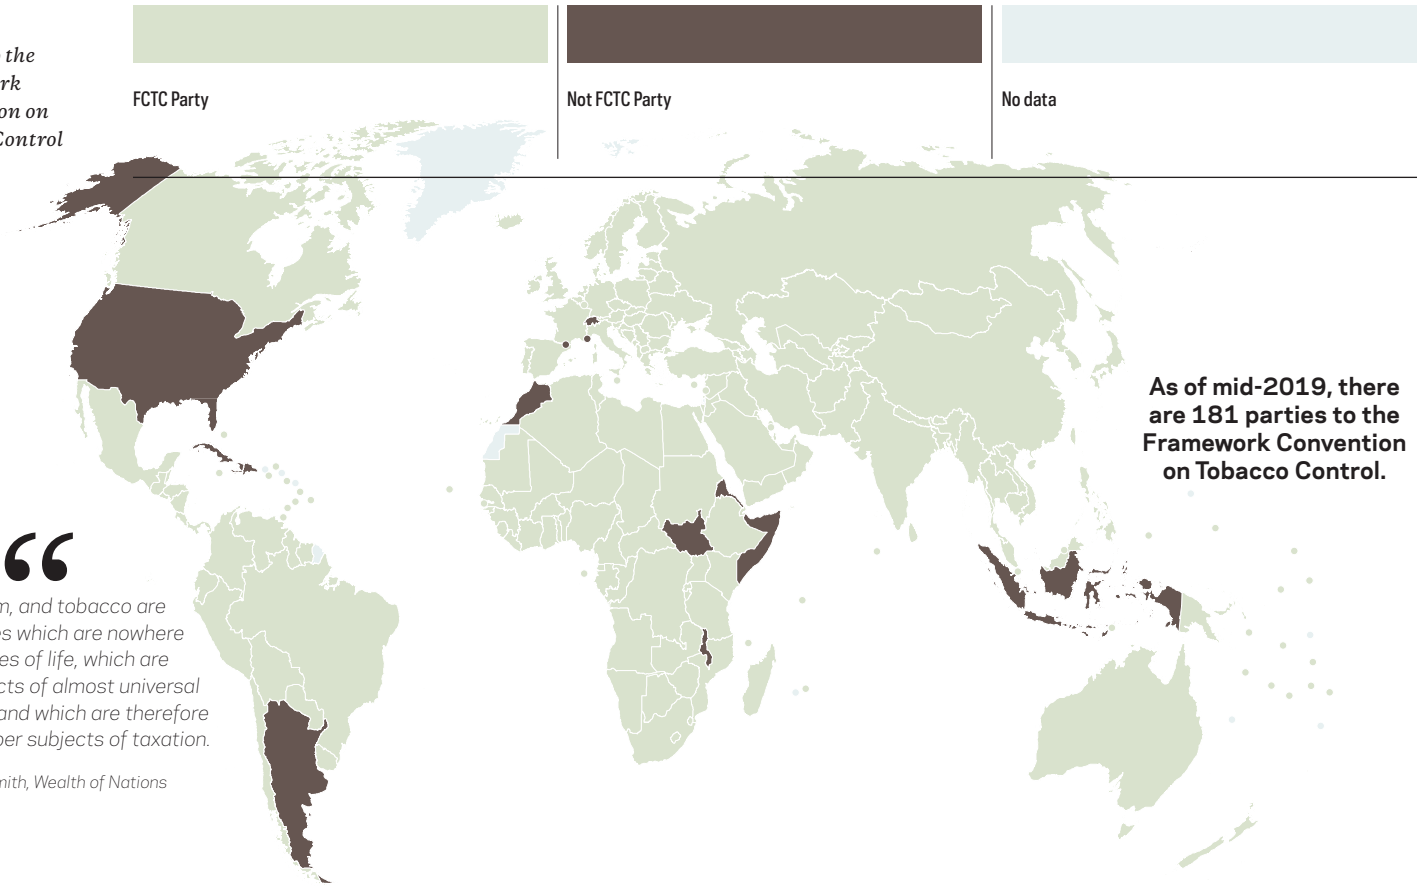 the
rk
on on
Control
FCTC Party
Not FCTC Party
No data
As of mid-2019, there
are 181 parties to the
Framework Convention
on Tobacco Control.
“
m, and tobacco are
es which are nowhere
es of life, which are
cts of almost universal
and which are therefore
per subjects of taxation.
mith, Wealth of Nations